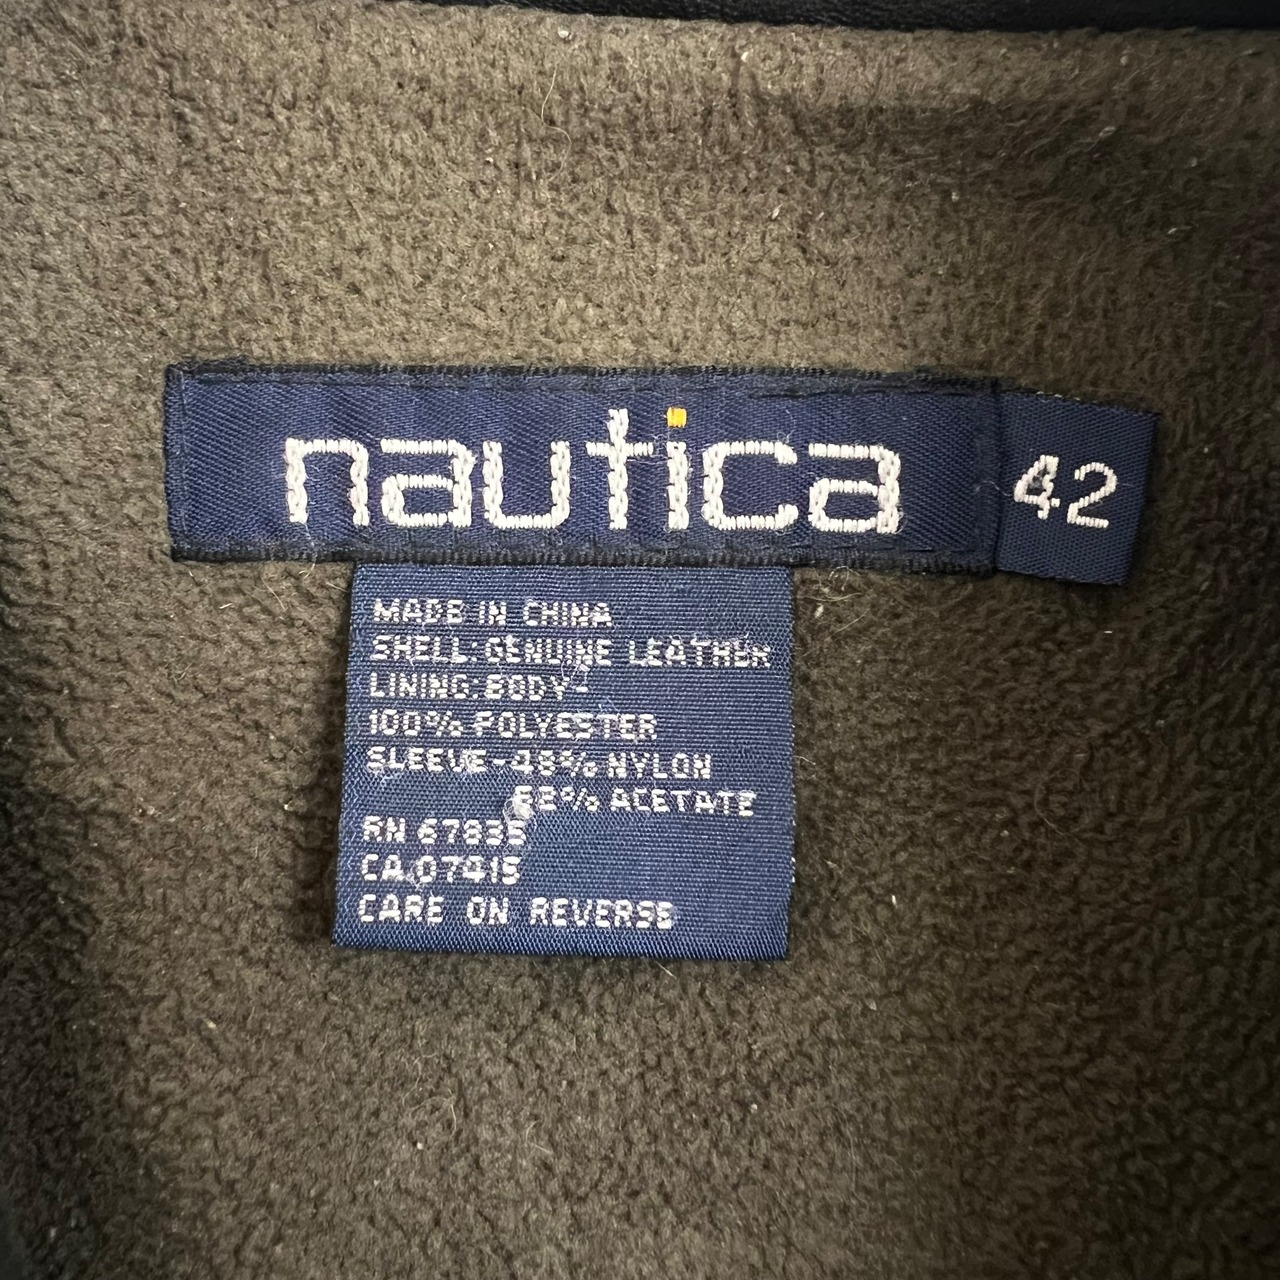 nautica 42
MADE IN CHINA
SHELL: GENUINE LEATHER
LINING: BODY-
100% POLYESTER
SLEEVE-48% NYLON
52% ACETATE
RN 67835
CA 07415
CARE ON REVERSE